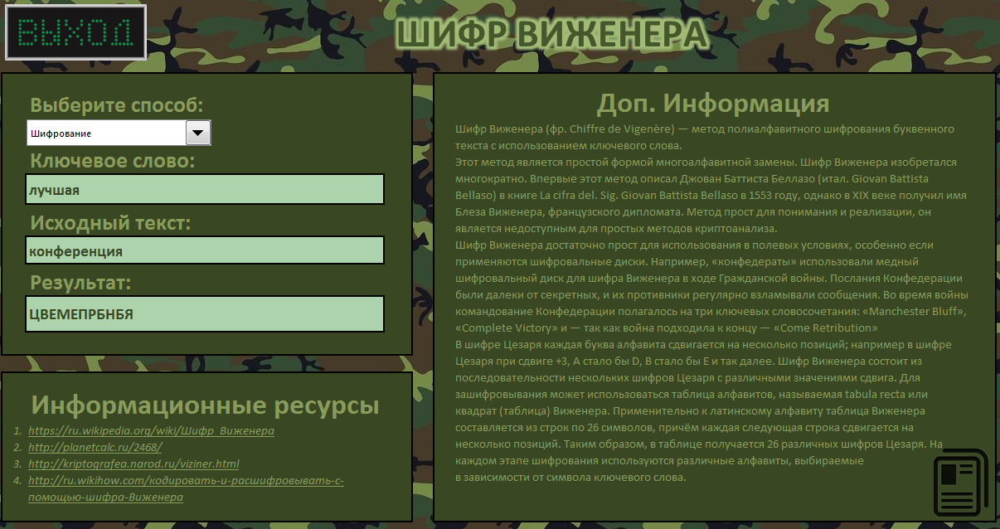 ВЫХОД
ШИФР ВИЖЕНЕРА
Выберите способ:
Шифрование
Ключевое слово:
лучшая
Исходный текст:
конференция
Результат:
ЦВЕМЕПРБНБЯ
Информационные ресурсы
1. https://ru.wikipedia.org/wiki/Шифр_Виженера
2. http://planetcalc.ru/2468/
3. http://kriptografea.narod.ru/viziner.html
4. http://ru.wikihow.com/кодировать-и-расшифровывать-с-
помощью-шифра-Виженера
Доп. Информация
Шифр Виженера (фр. Chiffre de Vigenère) — метод полиалфавитного шифрования буквенного
текста с использованием ключевого слова.
Этот метод является простой формой многоалфавитной замены. Шифр Виженера изобретался
многократно. Впервые этот метод описал Джован Баттиста Беллазо (итал. Giovan Battista
Bellaso) в книге La cifra del. Sig. Giovan Battista Bellaso в 1553 году, однако в XIX веке получил имя
Блеза Виженера, французского дипломата. Метод прост для понимания и реализации, он
является недоступным для простых методов криптоанализа.
Шифр Виженера достаточно прост для использования в полевых условиях, особенно если
применяются шифровальные диски. Например, «конфедераты» использовали медный
шифровальный диск для шифра Виженера в ходе Гражданской войны. Послания Конфедерации
были далеки от секретных, и их противники регулярно взламывали сообщения. Во время войны
командование Конфедерации полагалось на три ключевых словосочетания: «Manchester Bluff»,
«Complete Victory» и — так как война подходила к концу — «Come Retribution»
В шифре Цезаря каждая буква алфавита сдвигается на несколько позиций; например в шифре
Цезаря при сдвиге +3, A стало бы D, B стало бы E и так далее. Шифр Виженера состоит из
последовательности нескольких шифров Цезаря с различными значениями сдвига. Для
зашифровывания может использоваться таблица алфавитов, называемая tabula recta или
квадрат (таблица) Виженера. Применительно к латинскому алфавиту таблица Виженера
составляется из строк по 26 символов, причём каждая следующая строка сдвигается на
несколько позиций. Таким образом, в таблице получается 26 различных шифров Цезаря. На
каждом этапе шифрования используются различные алфавиты, выбираемые
в зависимости от символа ключевого слова.